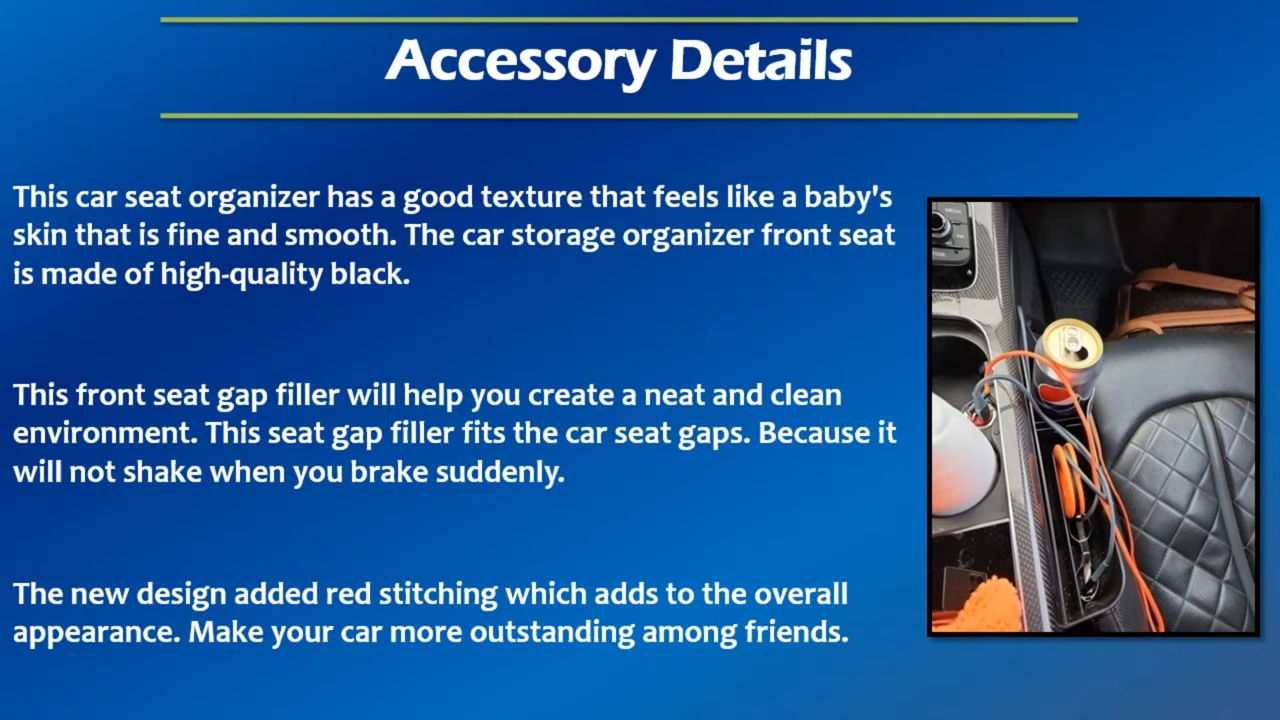 Accessory Details
This car seat organizer has a good texture that feels like a baby's
skin that is fine and smooth. The car storage organizer front seat
is made of high-quality black.
This front seat gap filler will help you create a neat and clean
environment. This seat gap filler fits the car seat gaps. Because it
will not shake when you brake suddenly.
The new design added red stitching which adds to the overall
appearance. Make your car more outstanding among friends.
MEDIA